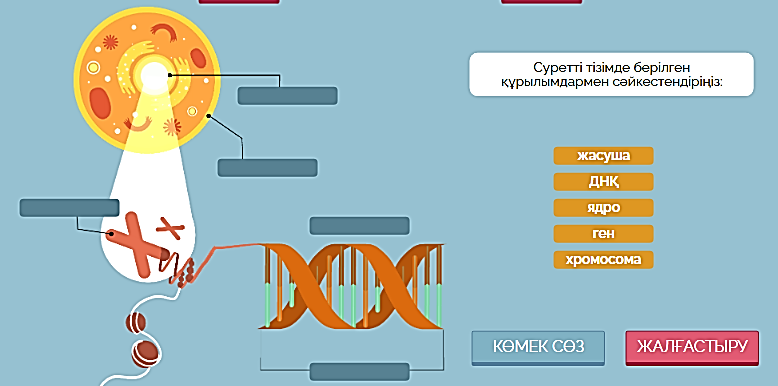 Суретті тізімде берілген
құрылымдармен сәйкестендіріңіз:
жасуша
ДНҚ
ядро
ген
хромосома
КӨМЕК СӨЗ
ЖАЛҒАСТЫРУ